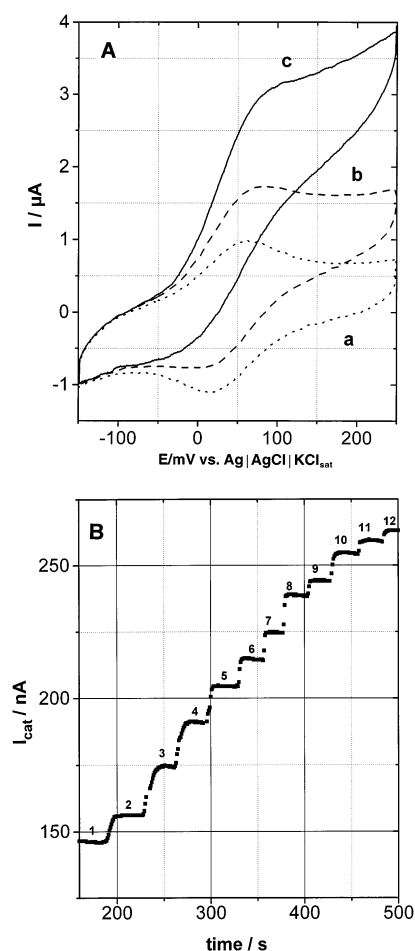 A
4
3
2
1
0
-1
I / µA
c
b
a
-100 0 100 200
E/mV vs. Ag|AgCl|KCl_sat
B
250
200
150
I_cat / nA
1 2 3 4 5 6 7 8 9 10 11 12
200 300 400 500
time / s